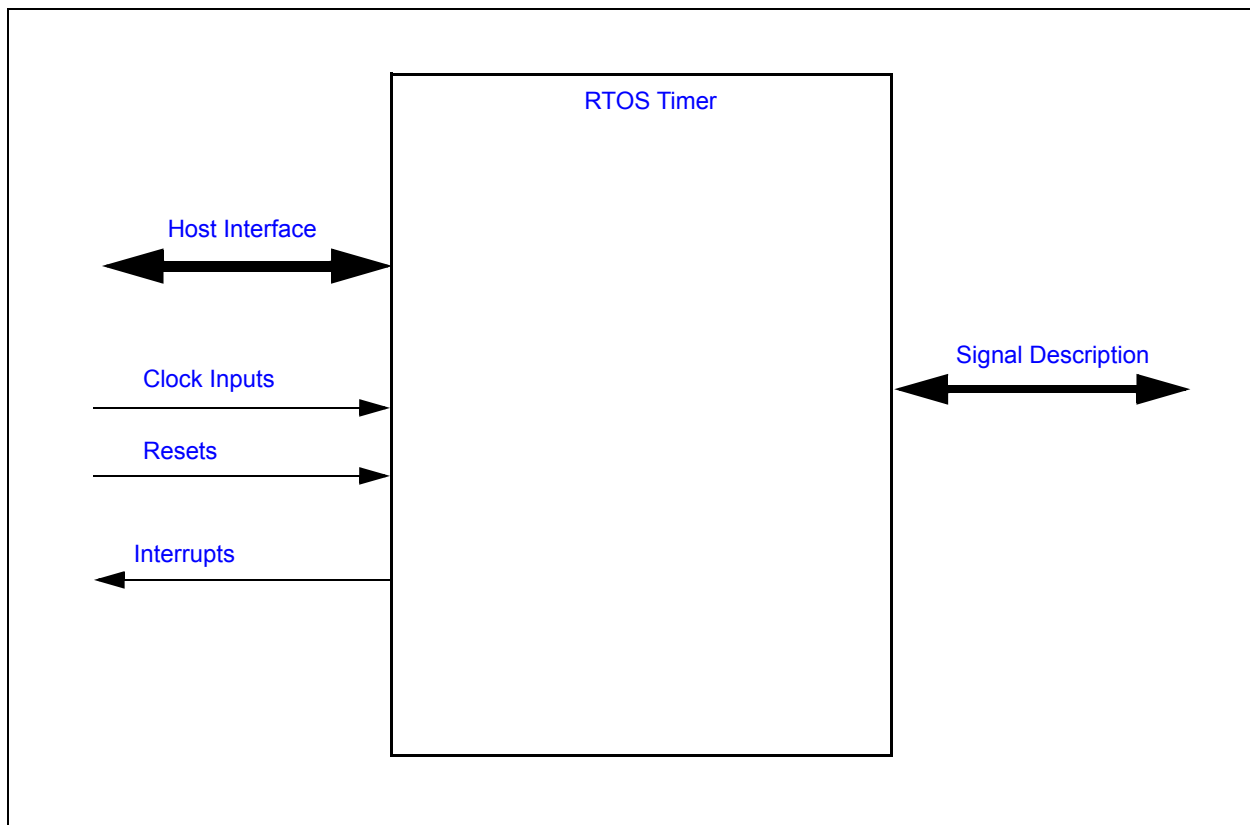 RTOS Timer
Host Interface
Signal Description
Clock Inputs
Resets
Interrupts